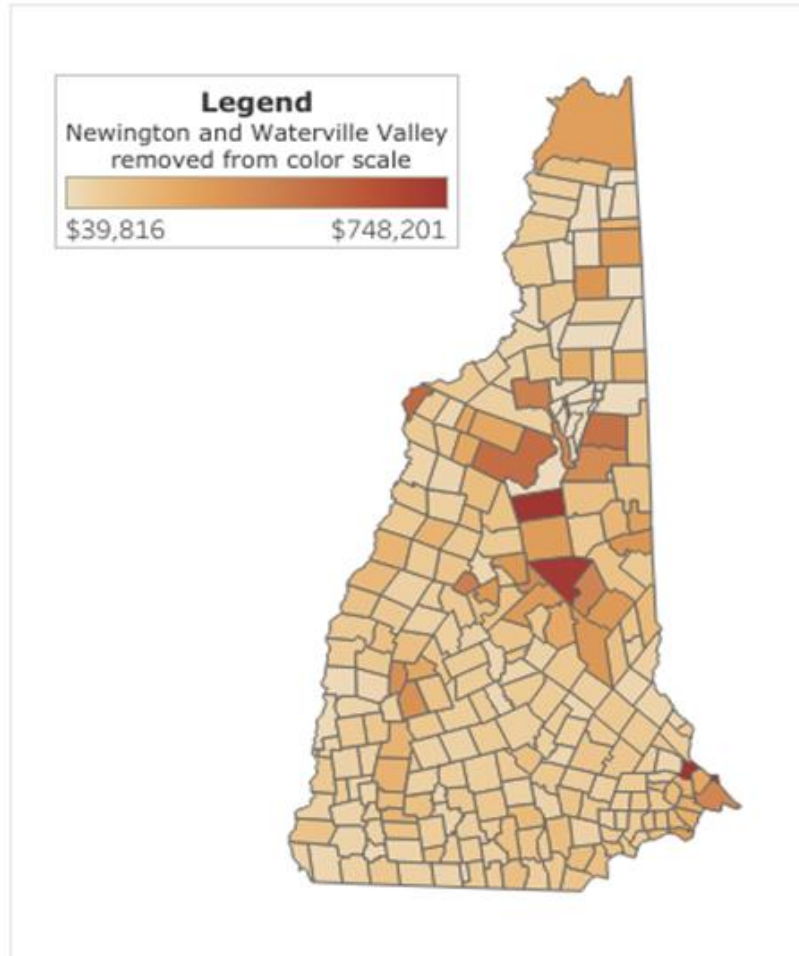 Legend
Newington and Waterville Valley
removed from color scale
$39,816 $748,201